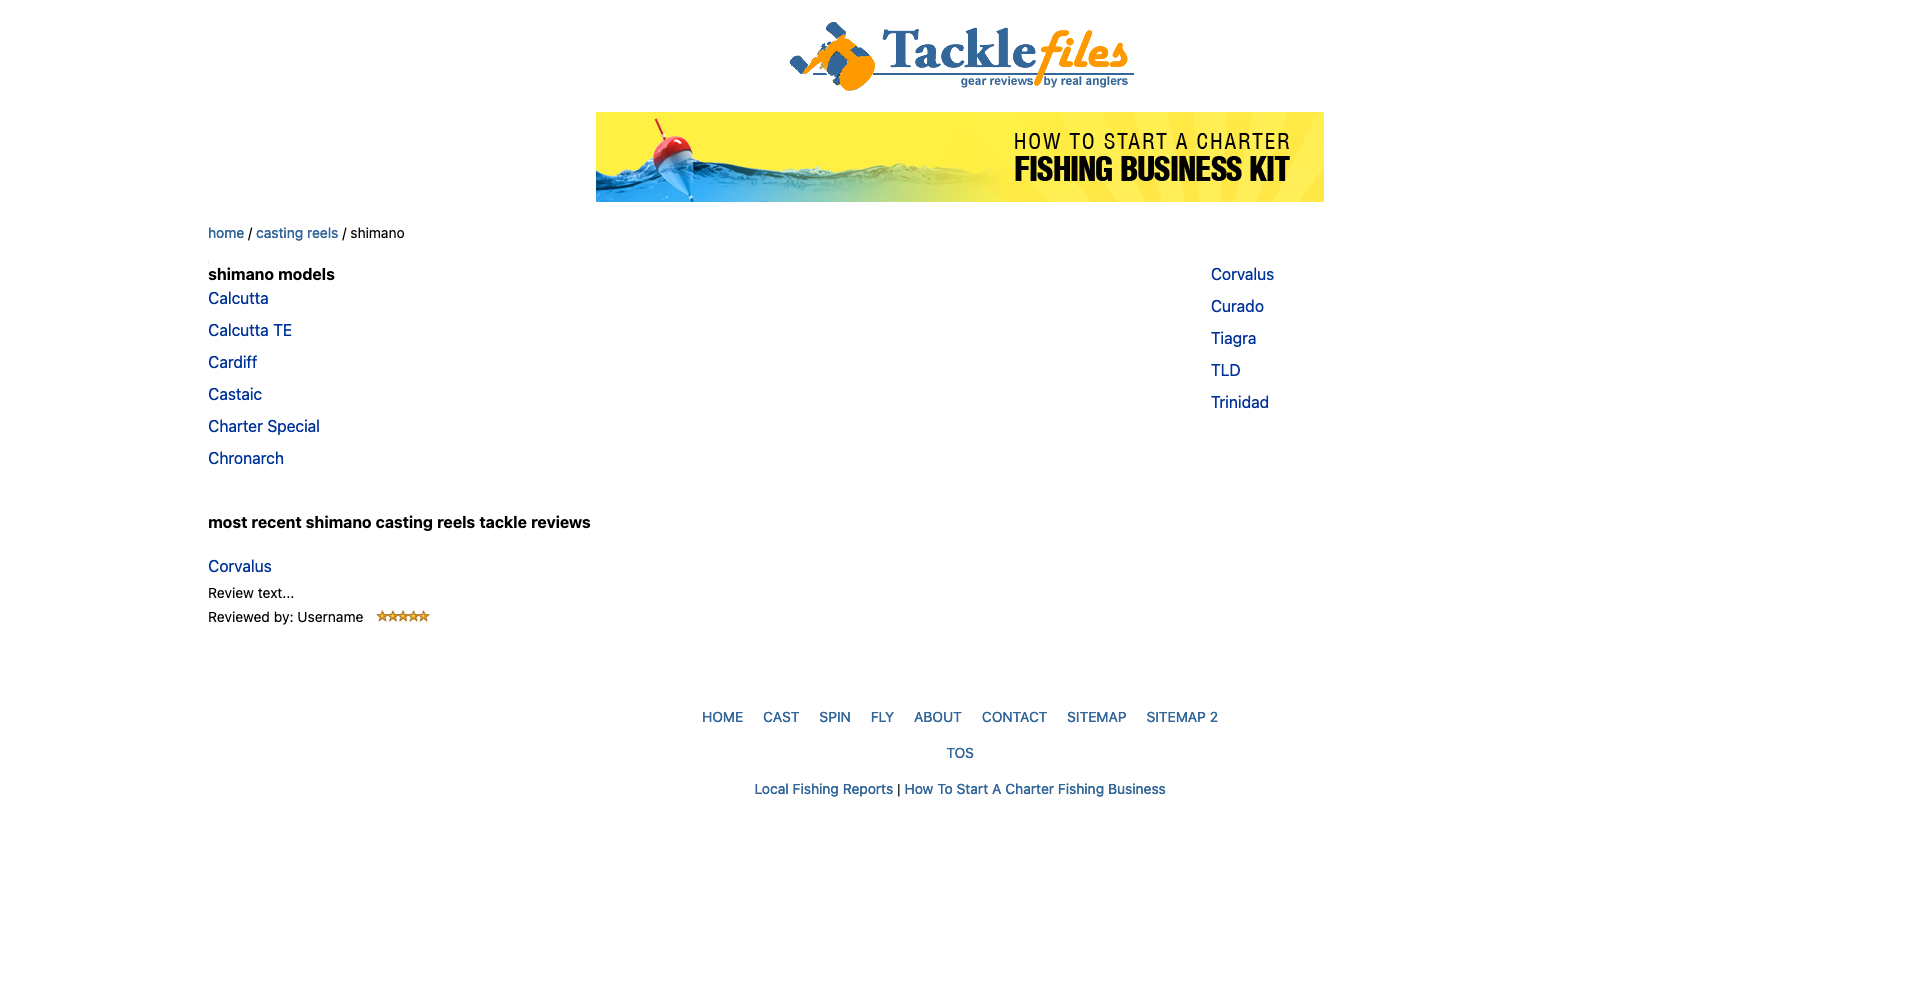 Tacklefiles
gear reviews by real anglers
HOW TO START A CHARTER
FISHING BUSINESS KIT
home / casting reels / shimano
shimano models
Calcutta
Calcutta TE
Cardiff
Castaic
Charter Special
Chronarch
Corvalus
Curado
Tiagra
TLD
Trinidad
most recent shimano casting reels tackle reviews
Corvalus
Review text...
Reviewed by: Username
HOME CAST SPIN FLY ABOUT CONTACT SITEMAP SITEMAP 2
TOS
Local Fishing Reports | How To Start A Charter Fishing Business